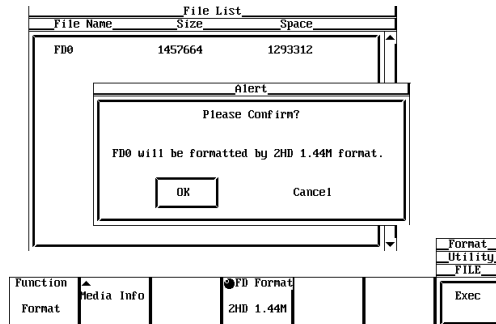 File List
File Name Size Space
FD0 1457664 1293312
Alert
Please Confirm?
FD0 will be formatted by 2HD 1.44M format.
OK Cancel
Format
Utility
FILE
Function
Format
Media Info
FD Format
2HD 1.44M
Exec